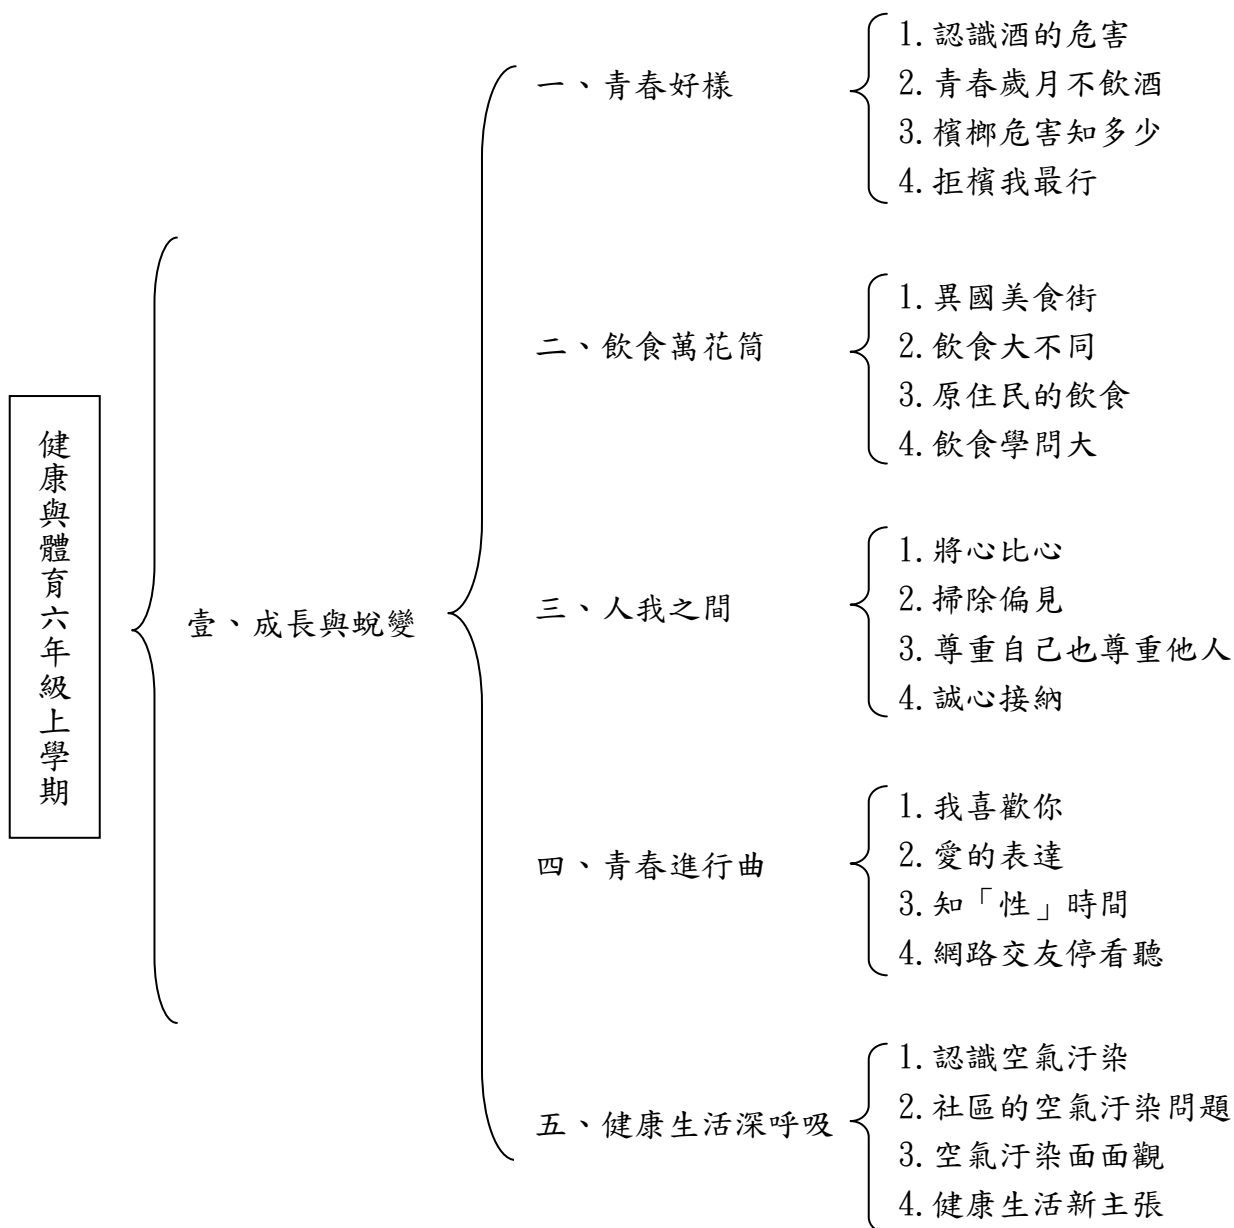 健康與體育六年級上學期
壹、成長與蛻變
一、青春好樣
1.認識酒的危害
2.青春歲月不飲酒
3.檳榔危害知多少
4.拒檳我最行
二、飲食萬花筒
1.異國美食街
2.飲食大不同
3.原住民的飲食
4.飲食學問大
三、人我之間
1.將心比心
2.掃除偏見
3.尊重自己也尊重他人
4.誠心接納
四、青春進行曲
1.我喜歡你
2.愛的表達
3.知「性」時間
4.網路交友停看聽
五、健康生活深呼吸
1.認識空氣汙染
2.社區的空氣汙染問題
3.空氣汙染面面觀
4.健康生活新主張